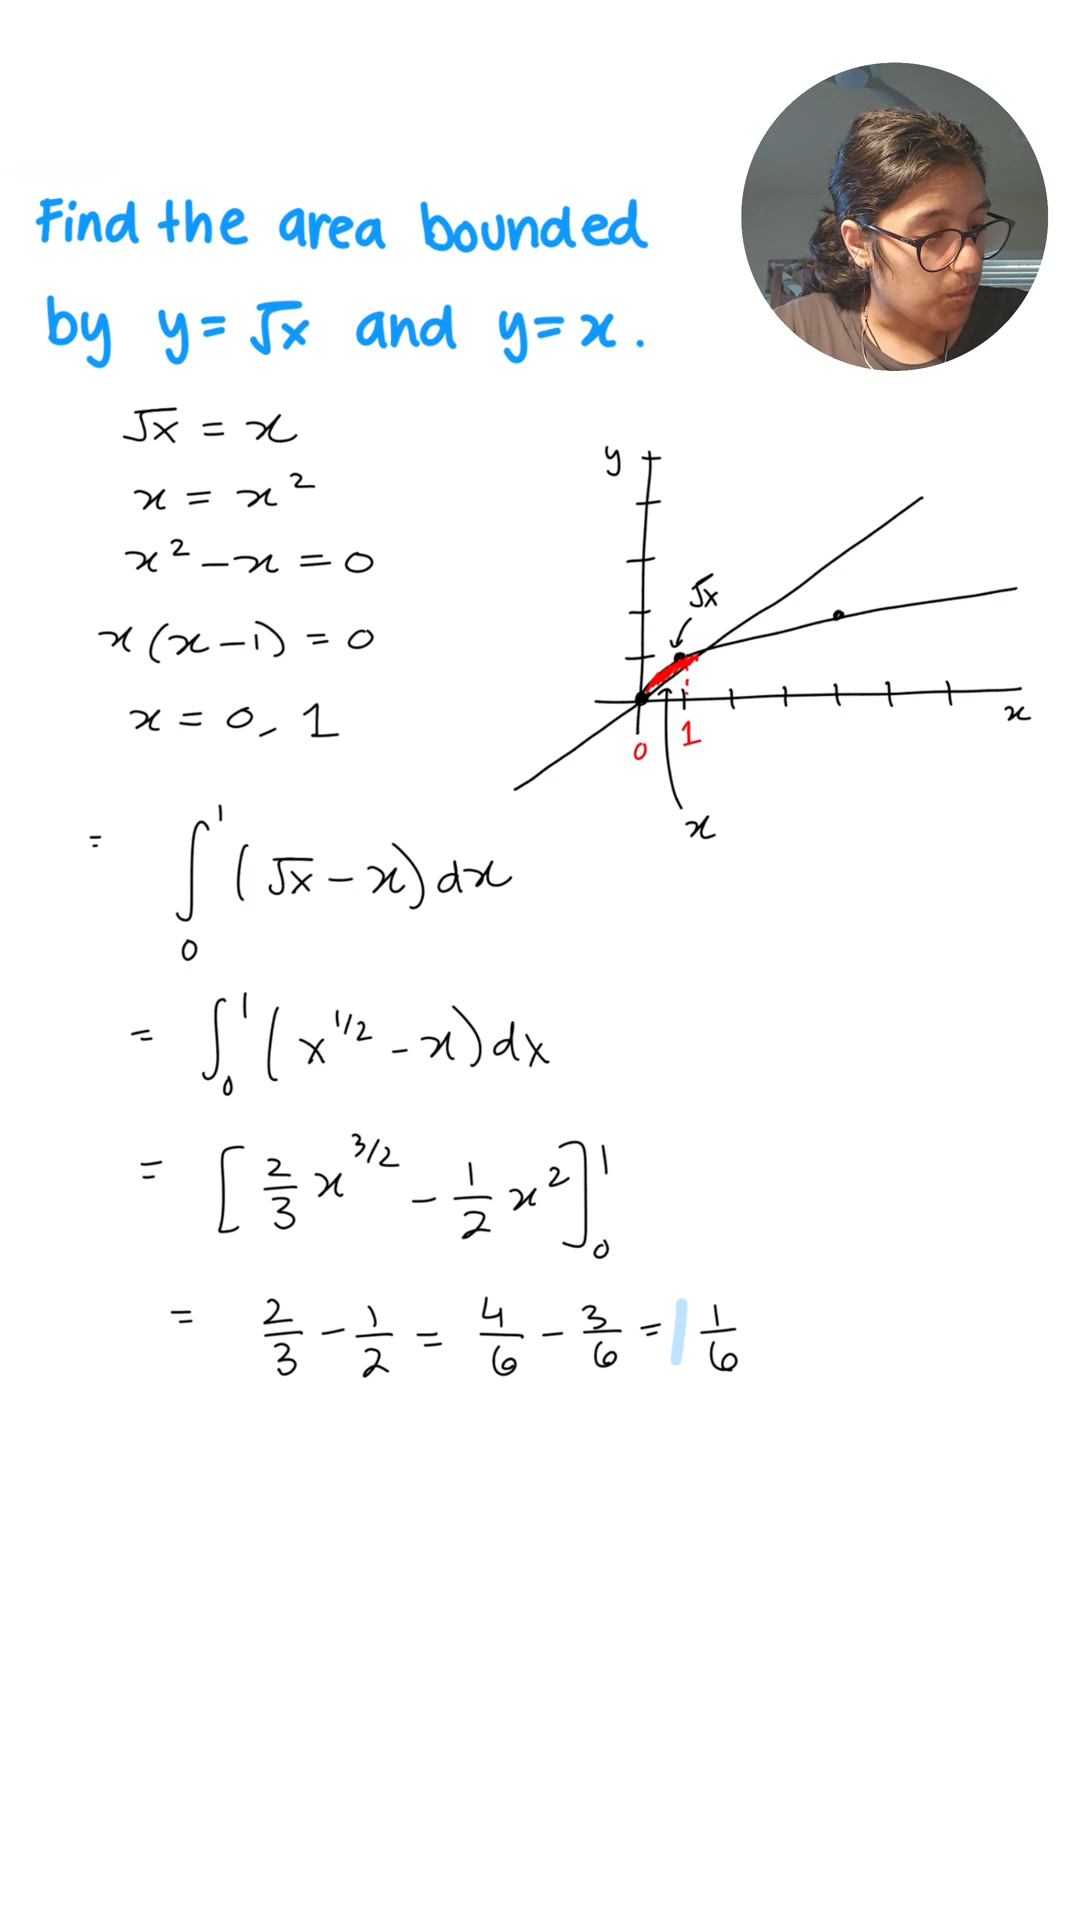 Find the area bounded
by y=√x and y=x.
√x = x
x = x²
x² − x = 0
x(x−1) = 0
x = 0, 1
y
√x
x
0
1
x
= ∫₀¹ (√x − x) dx
= ∫₀¹ (x^1/2 − x) dx
= [2/3 x^3/2 − 1/2 x²]₀¹
= 2/3 − 1/2 = 4/6 − 3/6 = 1/6